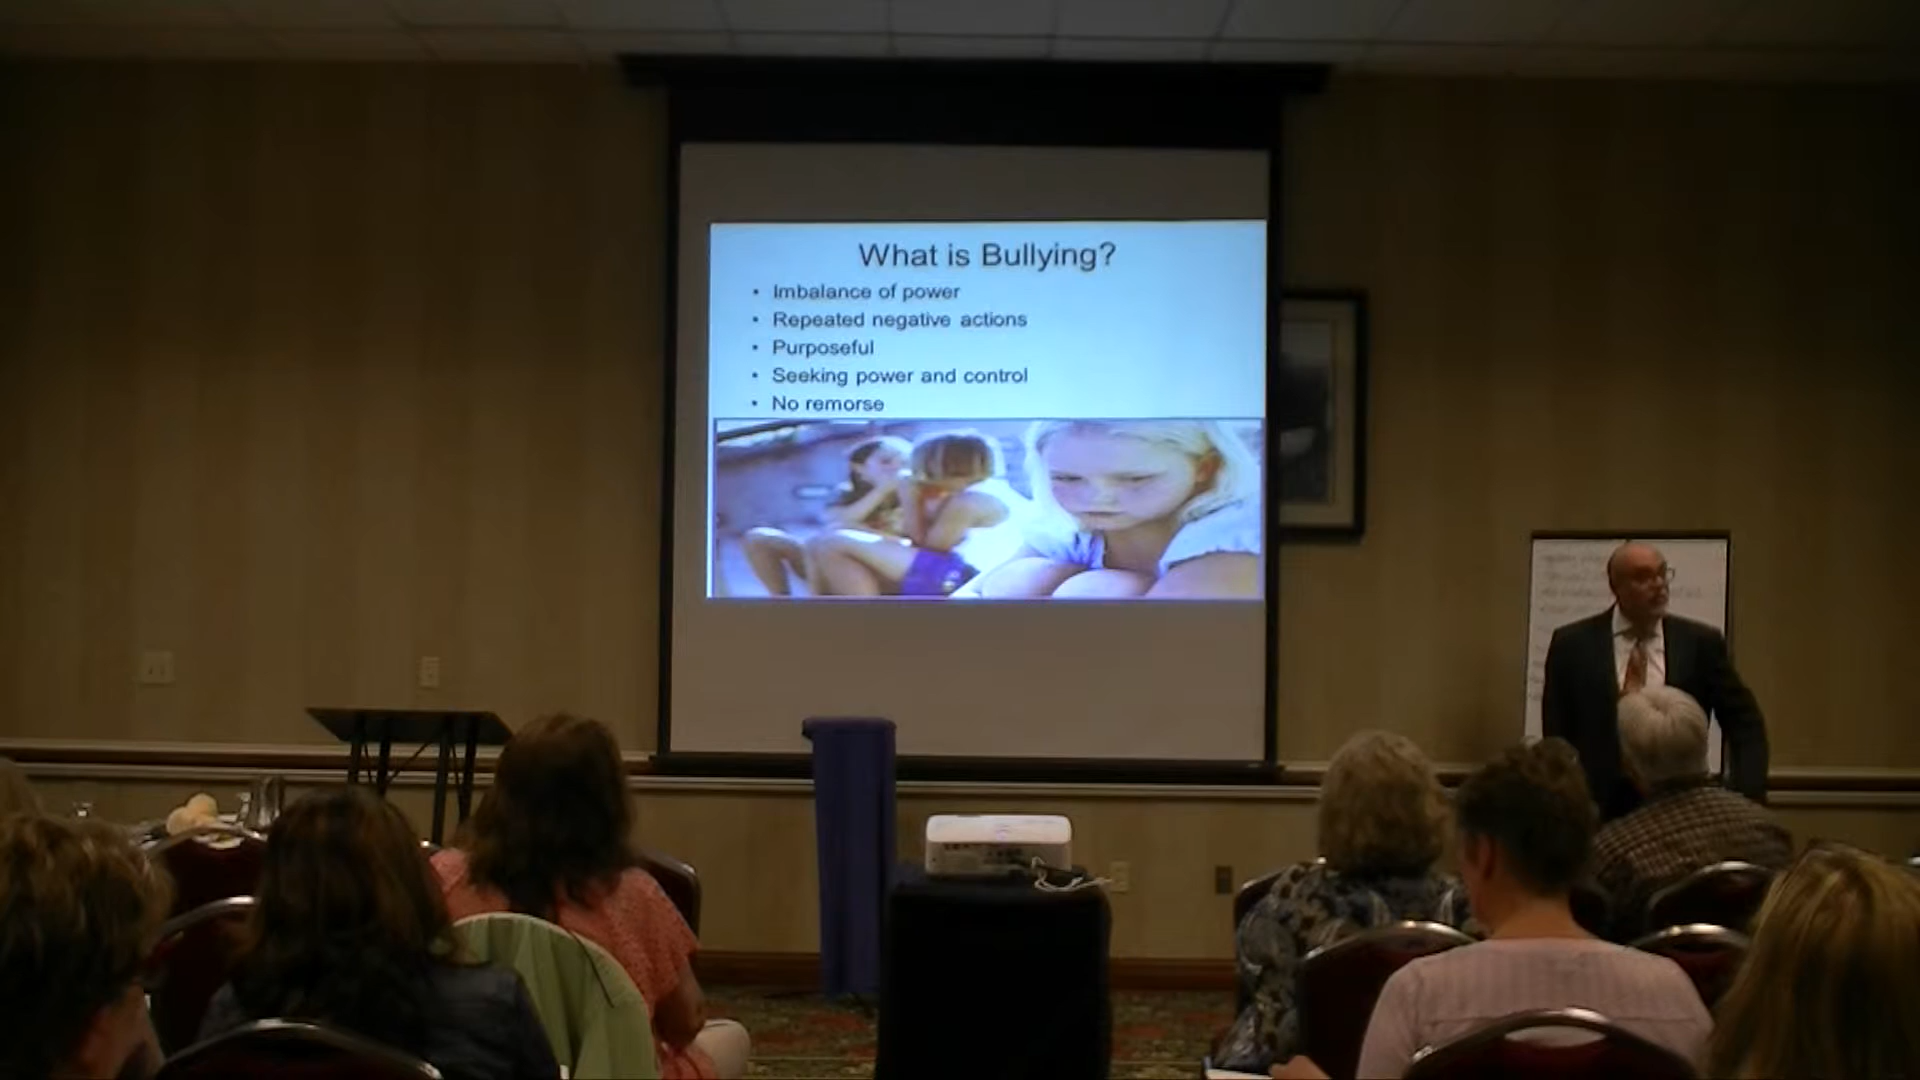 What is Bullying?
• Imbalance of power
• Repeated negative actions
• Purposeful
• Seeking power and control
• No remorse